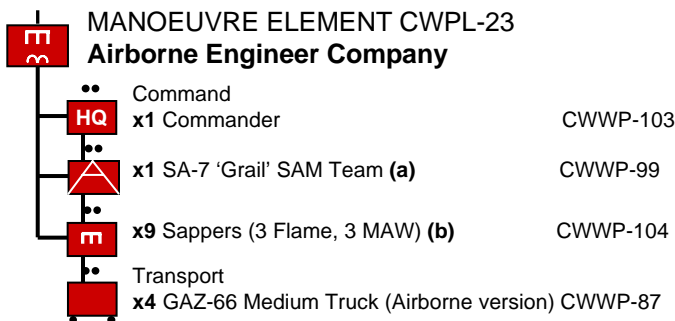 MANOEUVRE ELEMENT CWPL-23
Airborne Engineer Company
Command
HQ x1 Commander CWWP-103
x1 SA-7 ‘Grail’ SAM Team (a) CWWP-99
x9 Sappers (3 Flame, 3 MAW) (b) CWWP-104
Transport
x4 GAZ-66 Medium Truck (Airborne version) CWWP-87